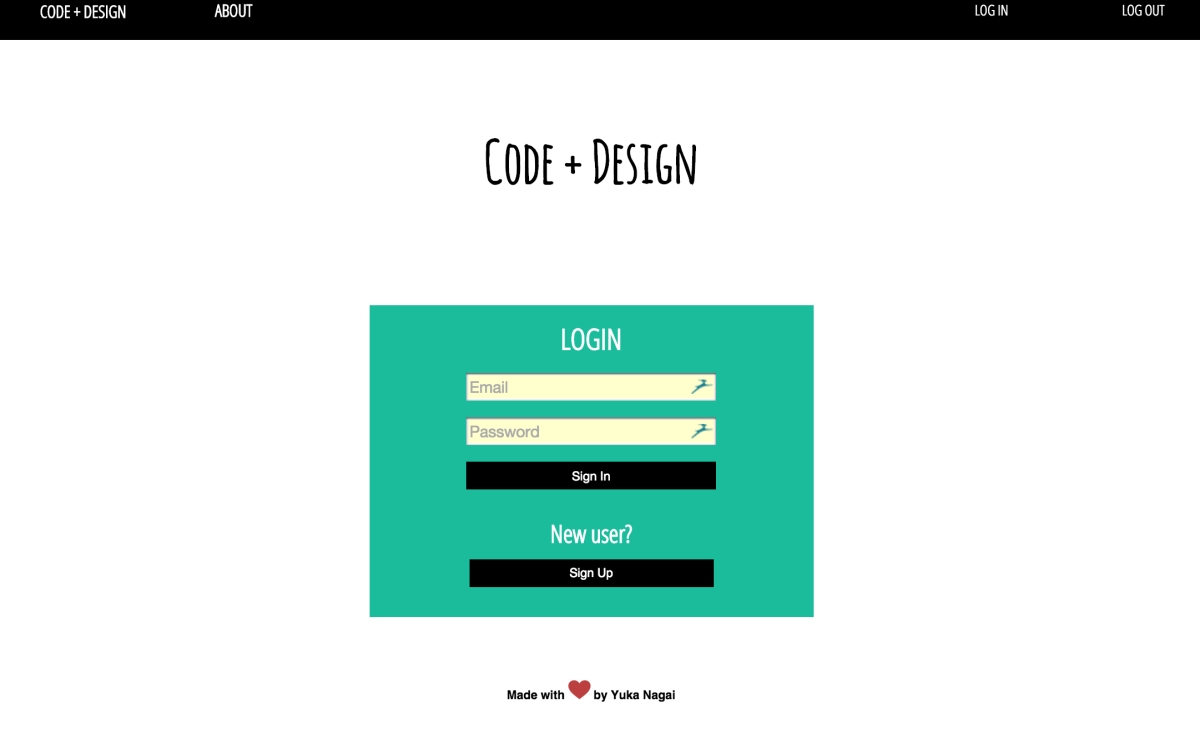 CODE + DESIGN ABOUT LOG IN LOG OUT
CODE + DESIGN
LOGIN
Email
Password
Sign In
New user?
Sign Up
Made with by Yuka Nagai